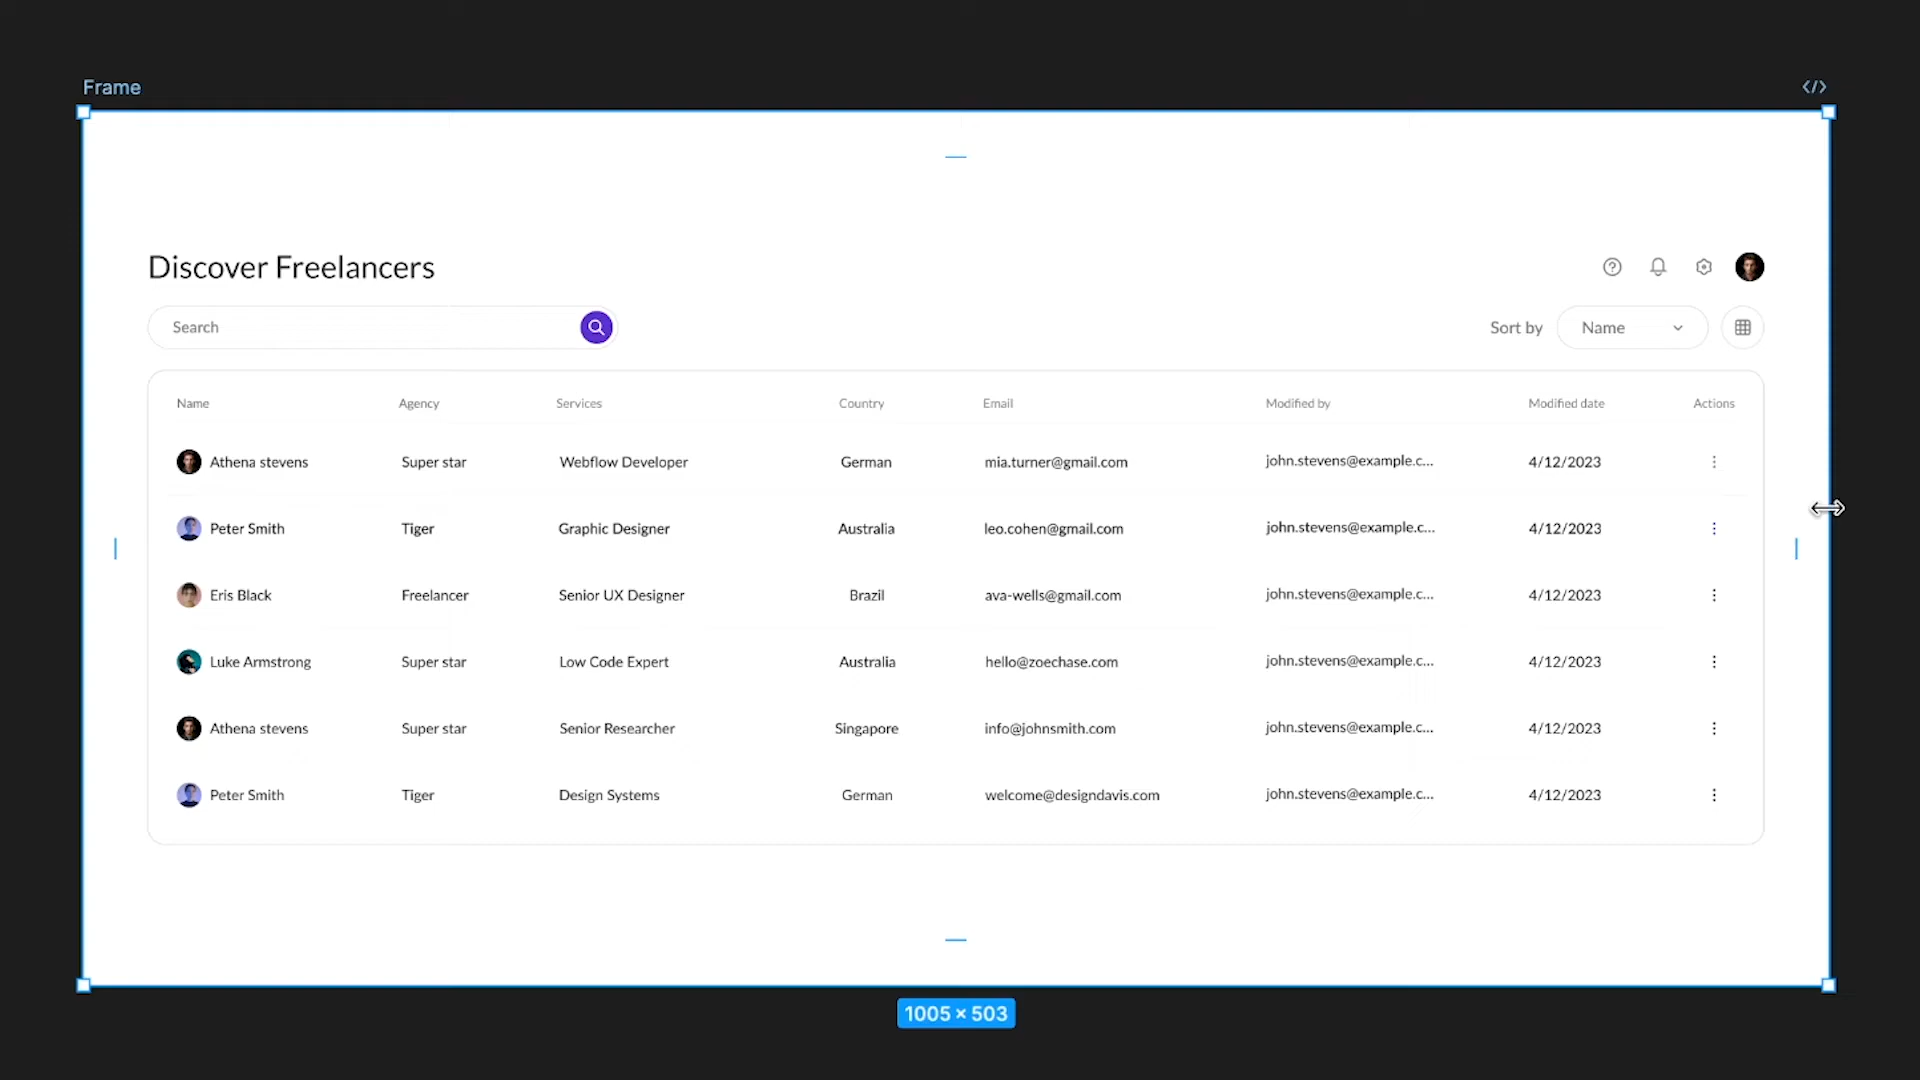 Frame </>
Discover Freelancers
Search
Sort by Name
Name Agency Services Country Email Modified by Modified date Actions
Athena stevens Super star Webflow Developer German mia.turner@gmail.com john.stevens@example.c... 4/12/2023
Peter Smith Tiger Graphic Designer Australia leo.cohen@gmail.com john.stevens@example.c... 4/12/2023
Eris Black Freelancer Senior UX Designer Brazil ava-wells@gmail.com john.stevens@example.c... 4/12/2023
Luke Armstrong Super star Low Code Expert Australia hello@zoechase.com john.stevens@example.c... 4/12/2023
Athena stevens Super star Senior Researcher Singapore info@johnsmith.com john.stevens@example.c... 4/12/2023
Peter Smith Tiger Design Systems German welcome@designdavis.com john.stevens@example.c... 4/12/2023
1005 × 503